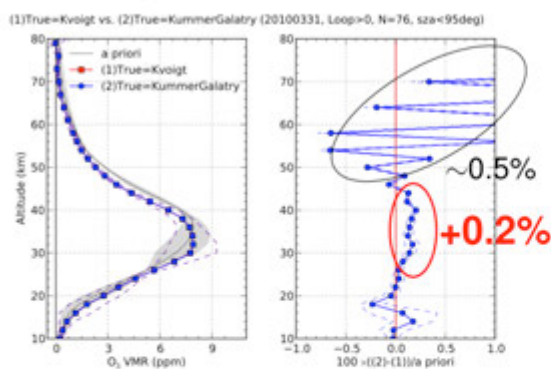 (1)True=Kvoigt vs. (2)True=KummerGalatry (20100331, Loop>0, N=76, sza<95deg)
80
70
60
50
40
30
20
10
Altitude (km)
a priori
(1)True=Kvoigt
(2)True=KummerGalatry
0 3 6 9
O₃ VMR (ppm)
80
70
60
50
40
30
20
10
~0.5%
+0.2%
-1.0 -0.5 0.0 0.5 1.0
100 ×((2)-(1))/a priori